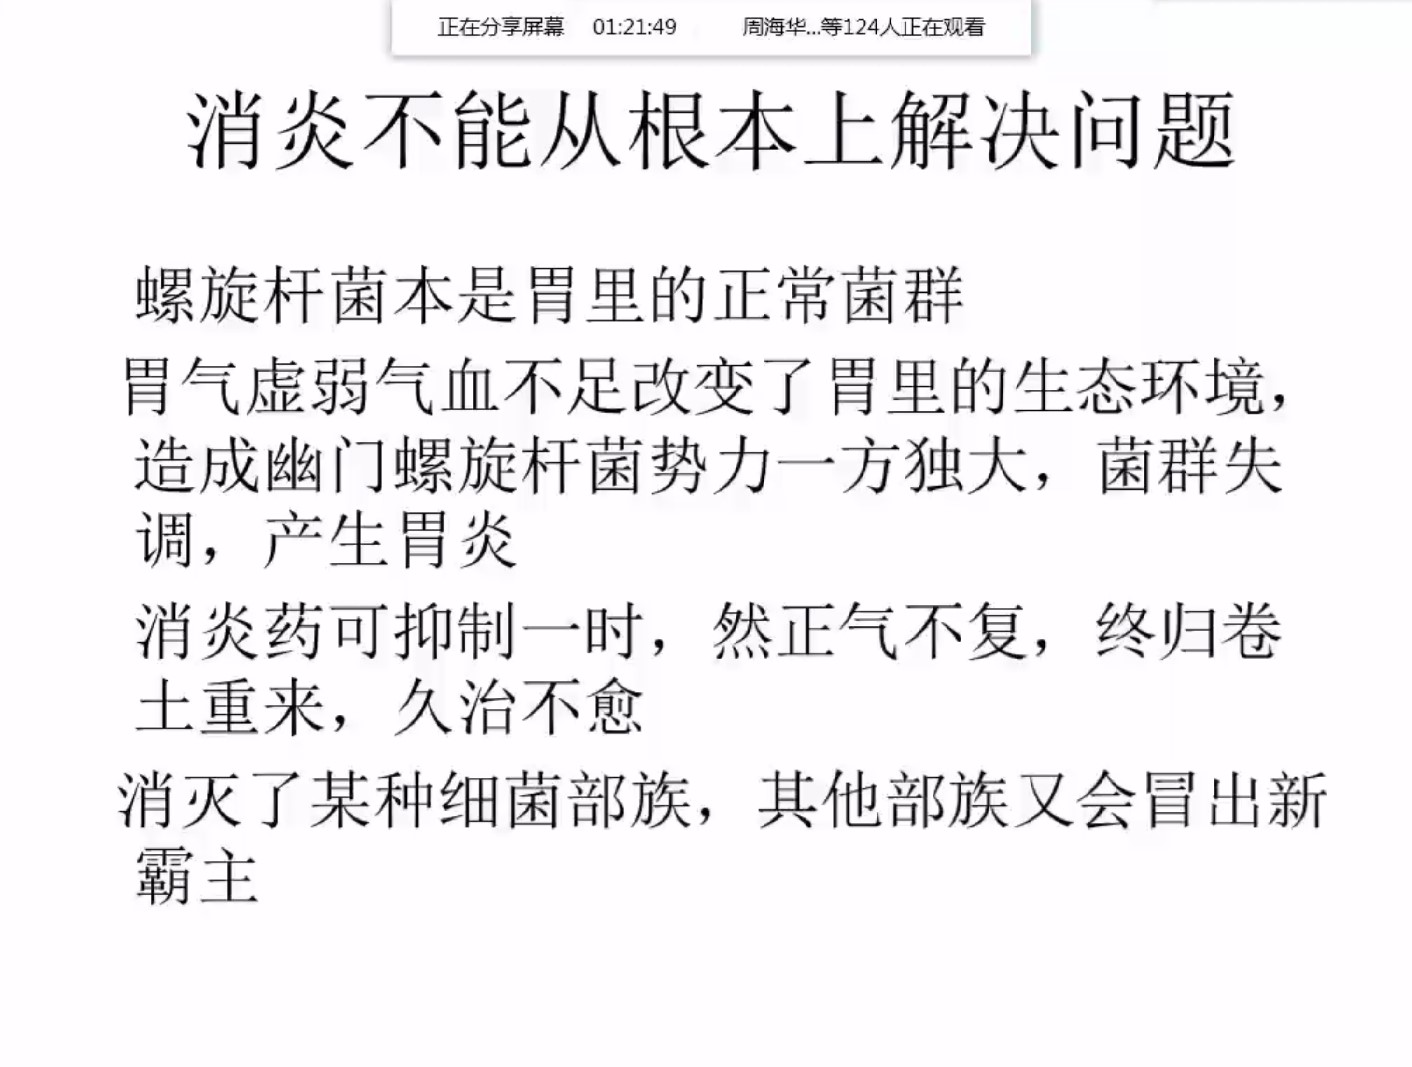 正在分享屏幕 01:21:49 周海华...等124人正在观看
消炎不能从根本上解决问题
螺旋杆菌本是胃里的正常菌群
胃气虚弱气血不足改变了胃里的生态环境，
造成幽门螺旋杆菌势力一方独大，菌群失
调，产生胃炎
消炎药可抑制一时，然正气不复，终归卷
土重来，久治不愈
消灭了某种细菌部族，其他部族又会冒出新
霸主